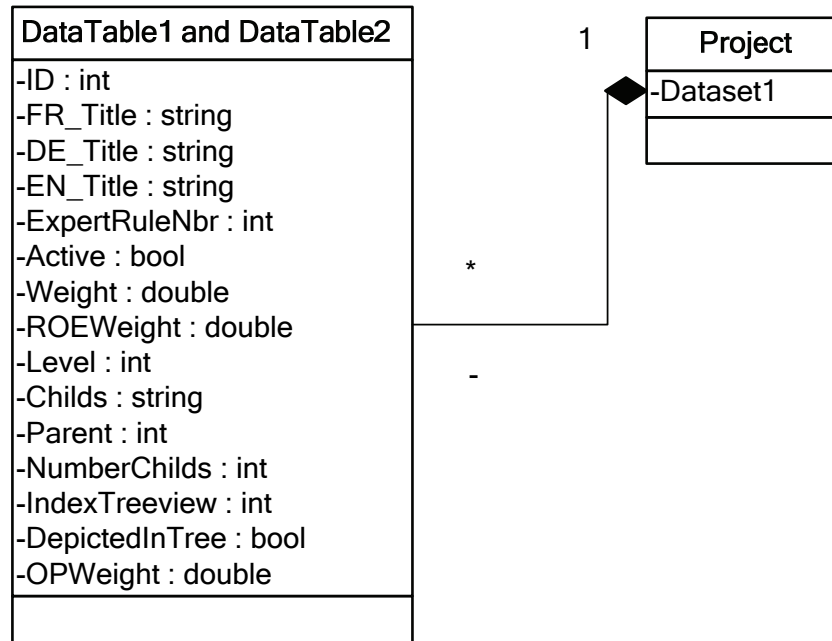 DataTable1 and DataTable2
-ID : int
-FR_Title : string
-DE_Title : string
-EN_Title : string
-ExpertRuleNbr : int
-Active : bool
-Weight : double
-ROEWeight : double
-Level : int
-Childs : string
-Parent : int
-NumberChilds : int
-IndexTreeview : int
-DepictedInTree : bool
-OPWeight : double
1
*
-
Project
-Dataset1